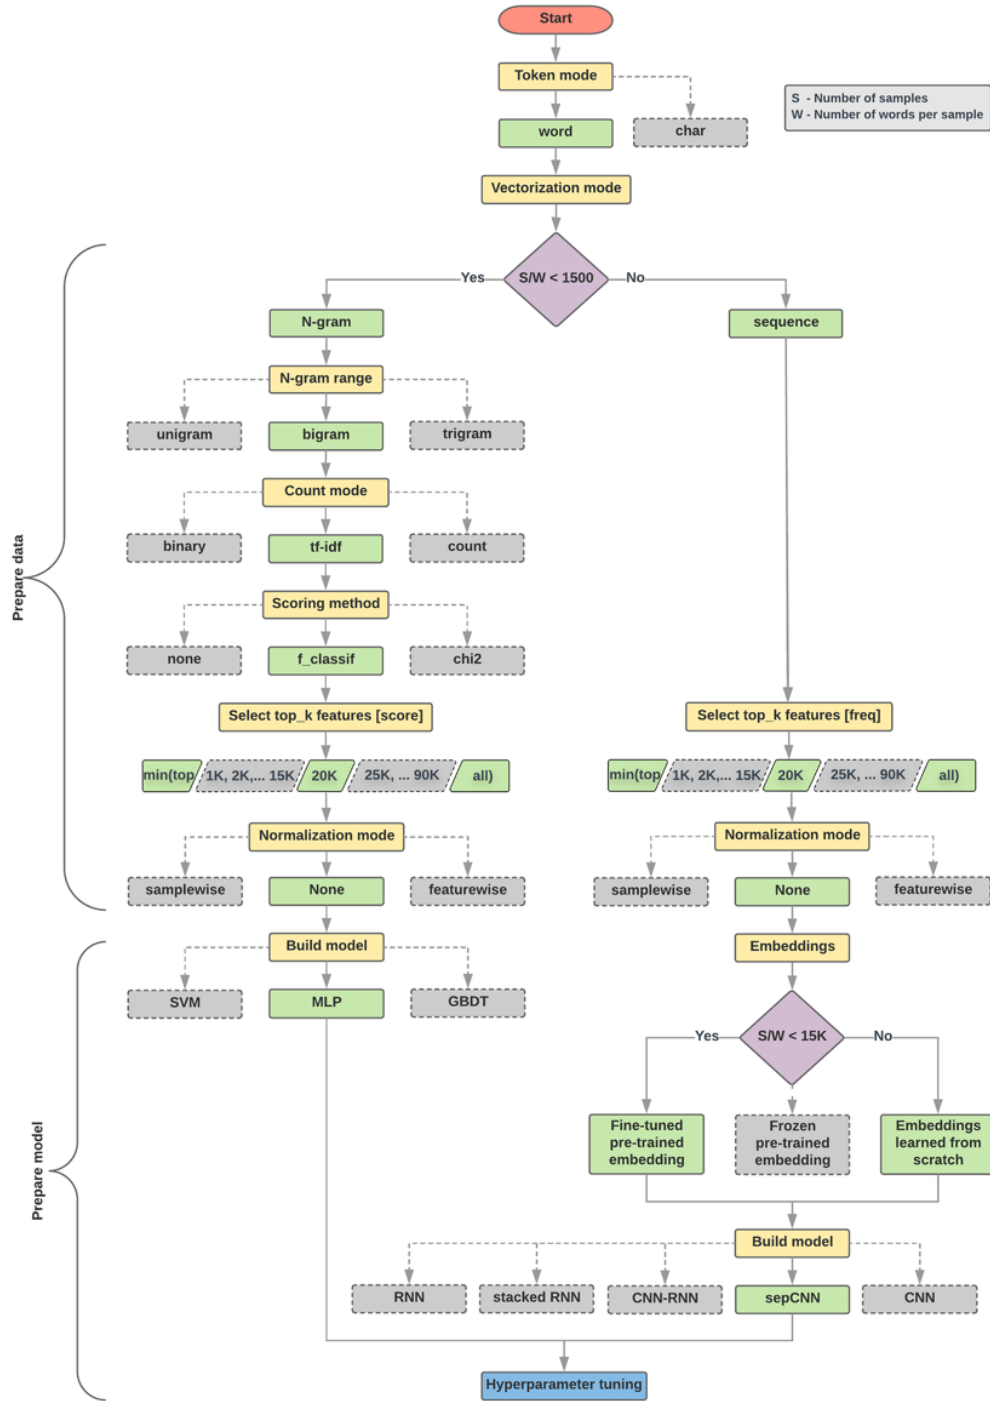 Start
Token mode
S - Number of samples
W - Number of words per sample
word
char
Vectorization mode
S/W < 1500
Yes
No
N-gram
sequence
N-gram range
unigram
bigram
trigram
Count mode
binary
tf-idf
count
Prepare data
Scoring method
none
f_classif
chi2
Select top_k features [score]
Select top_k features [freq]
min(top
1K, 2K,... 15K
20K
25K, ... 90K
all)
min(top
1K, 2K,... 15K
20K
25K, ... 90K
all)
Normalization mode
Normalization mode
samplewise
None
featurewise
samplewise
None
featurewise
Build model
Embeddings
SVM
MLP
GBDT
S/W < 15K
Yes
No
Prepare model
Fine-tuned
pre-trained
embedding
Frozen
pre-trained
embedding
Embeddings
learned from
scratch
Build model
RNN
stacked RNN
CNN-RNN
sepCNN
CNN
Hyperparameter tuning